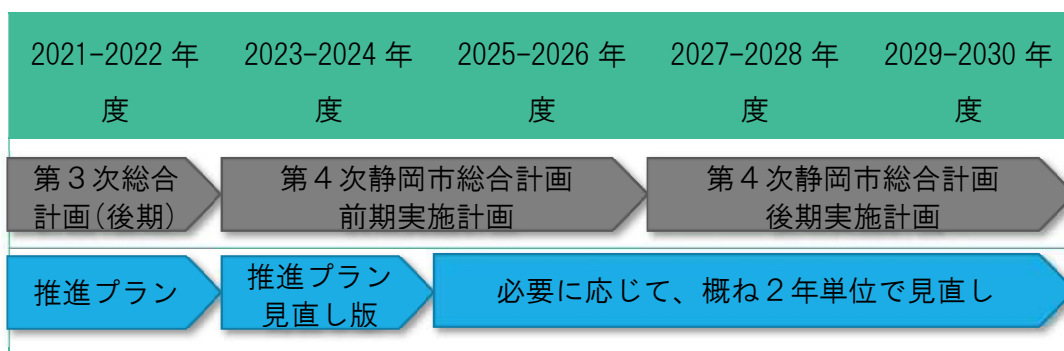 2021-2022 年度
2023-2024 年度
2025-2026 年度
2027-2028 年度
2029-2030 年度
第３次総合
計画(後期)
第４次静岡市総合計画
前期実施計画
第４次静岡市総合計画
後期実施計画
推進プラン
推進プラン
見直し版
必要に応じて、概ね２年単位で見直し